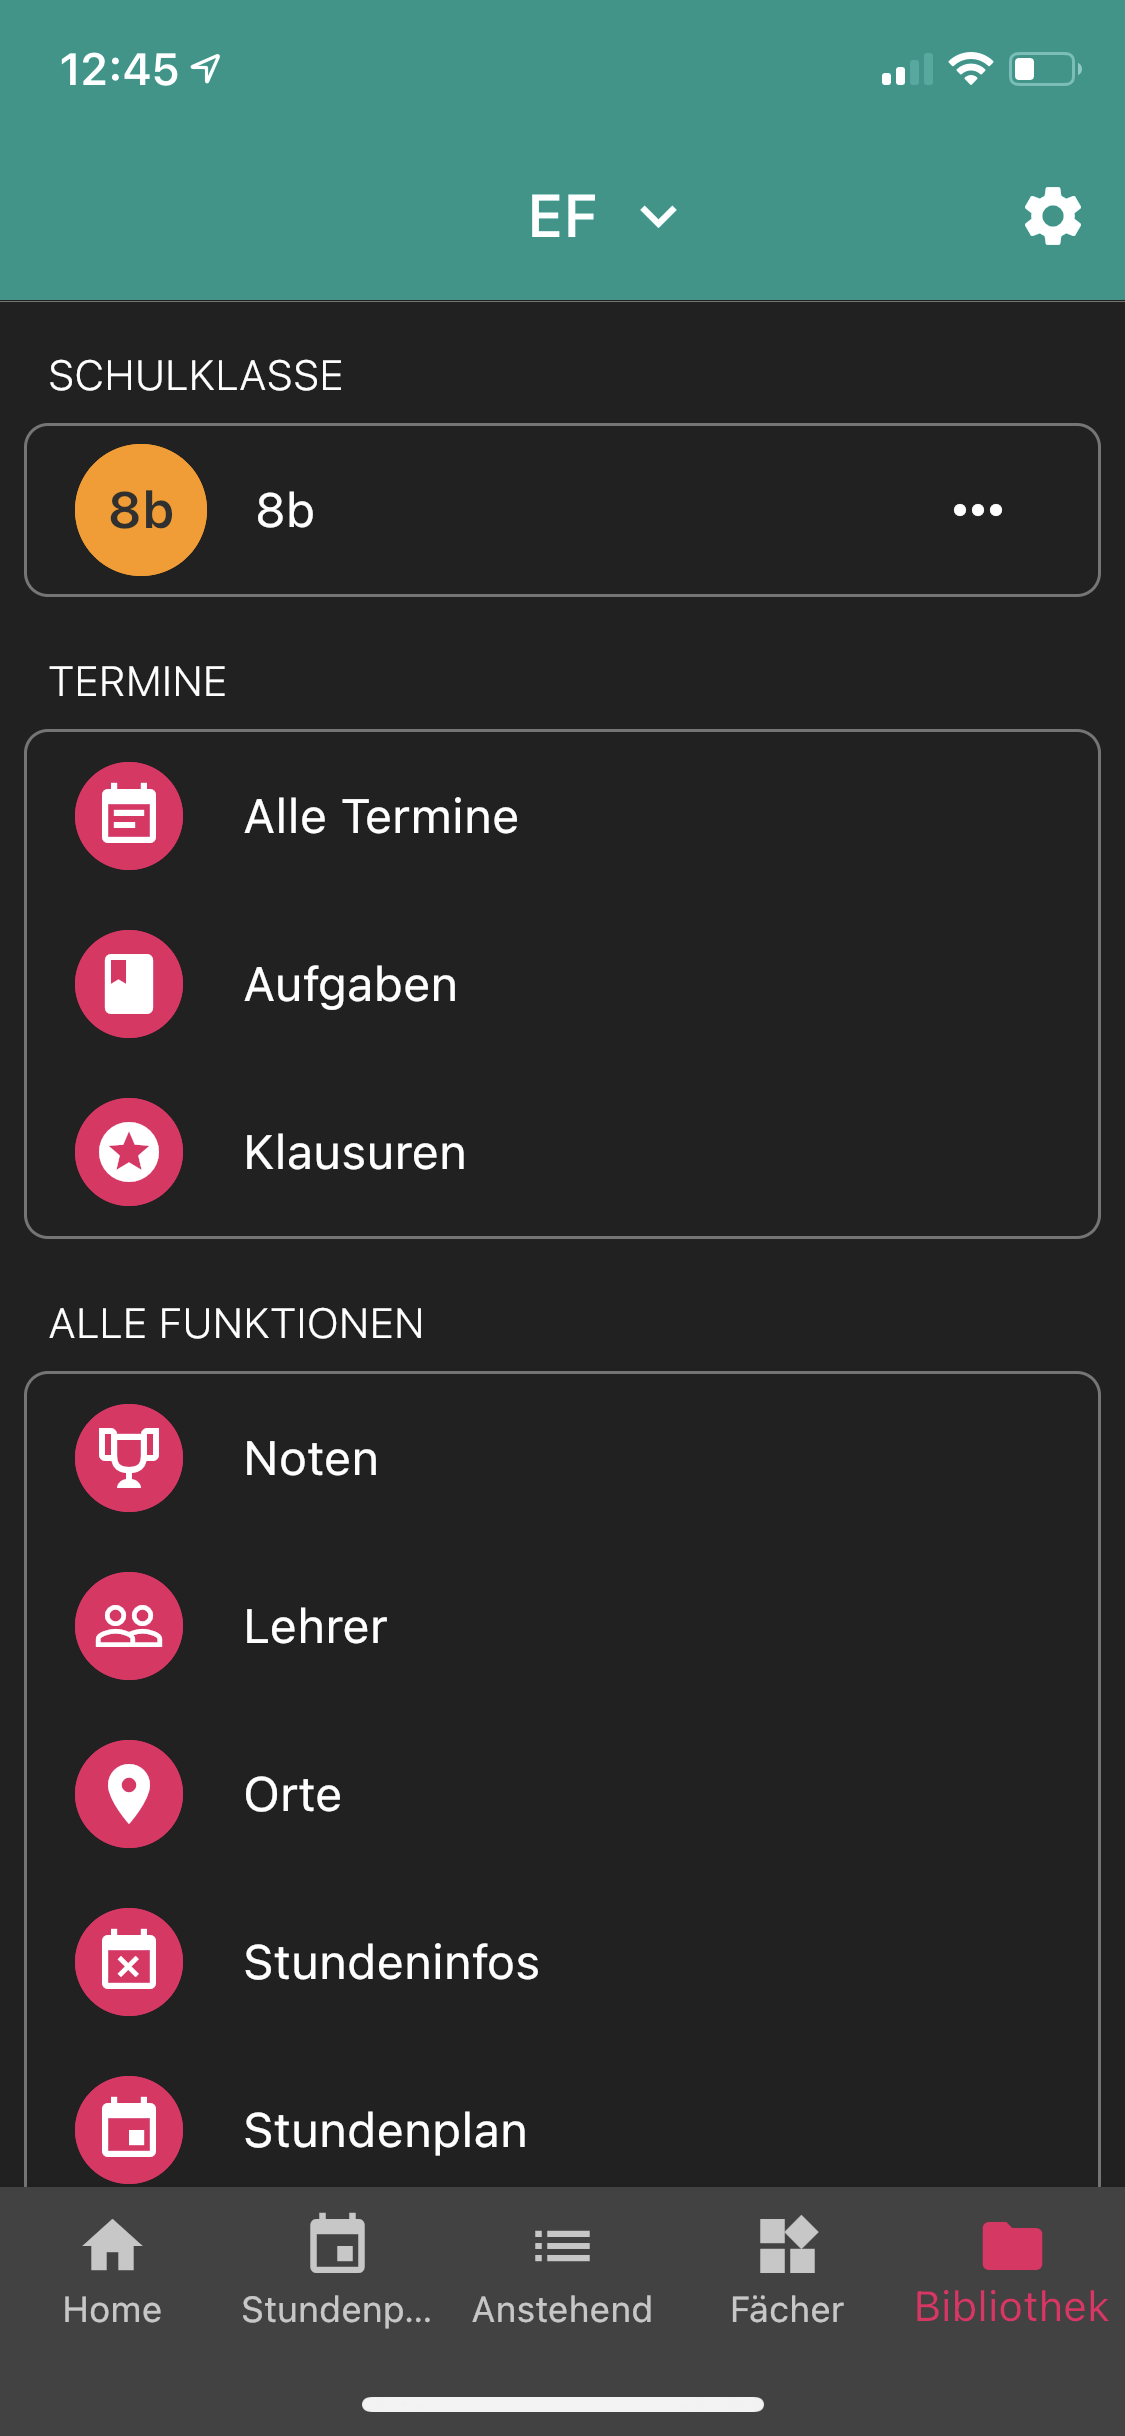 12:45
EF
SCHULKLASSE
8b 8b
TERMINE
Alle Termine
Aufgaben
Klausuren
ALLE FUNKTIONEN
Noten
Lehrer
Orte
Stundeninfos
Stundenplan
Home Stundenp... Anstehend Fächer Bibliothek